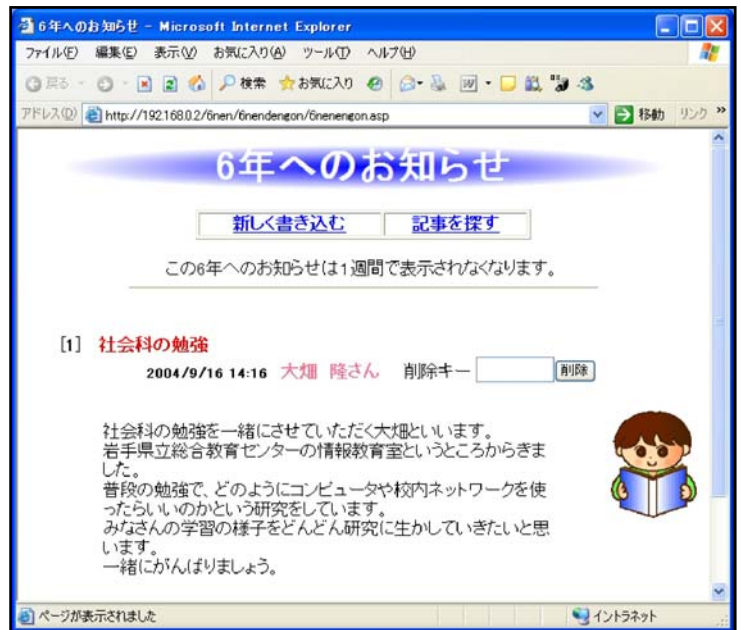 6年へのお知らせ - Microsoft Internet Explorer
ファイル(F) 編集(E) 表示(V) お気に入り(A) ツール(T) ヘルプ(H)
戻る 検索 お気に入り
アドレス(D) http://192.168.0.2/6nen/6nendengon/6nenengon.asp 移動 リンク »
6年へのお知らせ
新しく書き込む 記事を探す
この6年へのお知らせは1週間で表示されなくなります。
[1] 社会科の勉強
2004/9/16 14:16 大畑 隆さん 削除キー 削除
社会科の勉強を一緒にさせていただく大畑といいます。
岩手県立総合教育センターの情報教育室というところからきま
した。
普段の勉強で、どのようにコンピュータや校内ネットワークを使
ったらいいのかという研究をしています。
みなさんの学習の様子をどんどん研究に生かしていきたいと思
います。
一緒にがんばりましょう。
ページが表示されました イントラネット